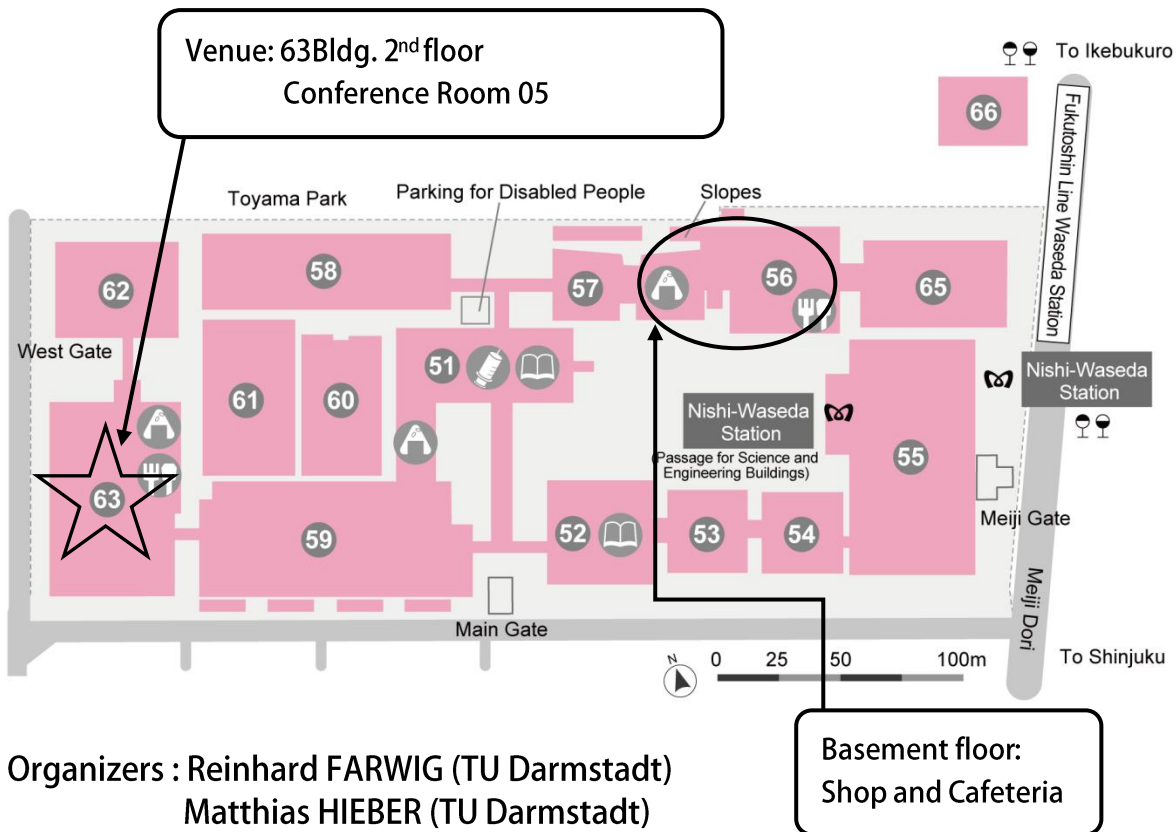 Venue: 63Bldg. 2nd floor
Conference Room 05
To Ikebukuro
66
Fukutoshin Line Waseda Station
Toyama Park
Parking for Disabled People
Slopes
62
58
57
56
65
West Gate
51
61
60
Nishi-Waseda
Station
Nishi-Waseda
Station
(Passage for Science and
Engineering Buildings)
55
63
59
52
53
54
Meiji Gate
Main Gate
Meiji Dori
N
0 25 50 100m
To Shinjuku
Basement floor:
Shop and Cafeteria
Organizers : Reinhard FARWIG (TU Darmstadt)
Matthias HIEBER (TU Darmstadt)